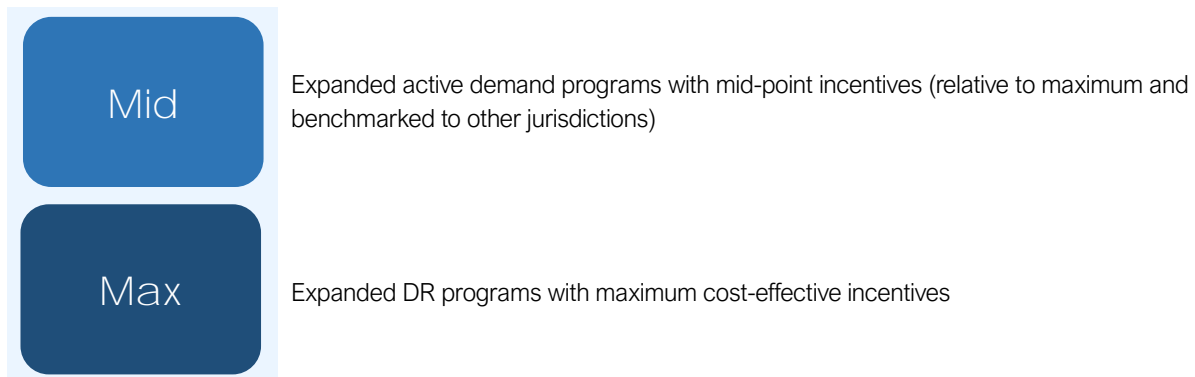 Mid
Expanded active demand programs with mid-point incentives (relative to maximum and
benchmarked to other jurisdictions)
Max
Expanded DR programs with maximum cost-effective incentives